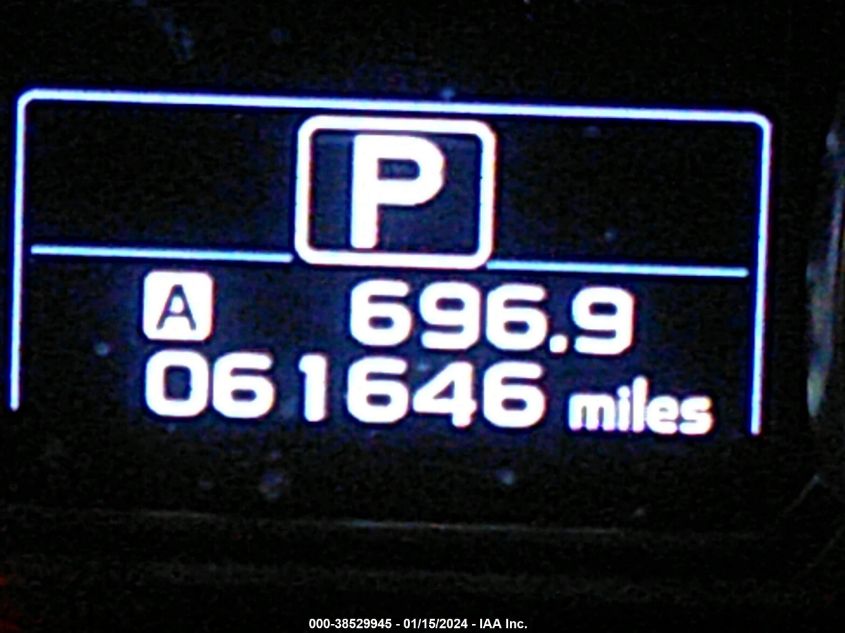 P
A 696.9
061646 miles
000-38529945 - 01/15/2024 - IAA Inc.